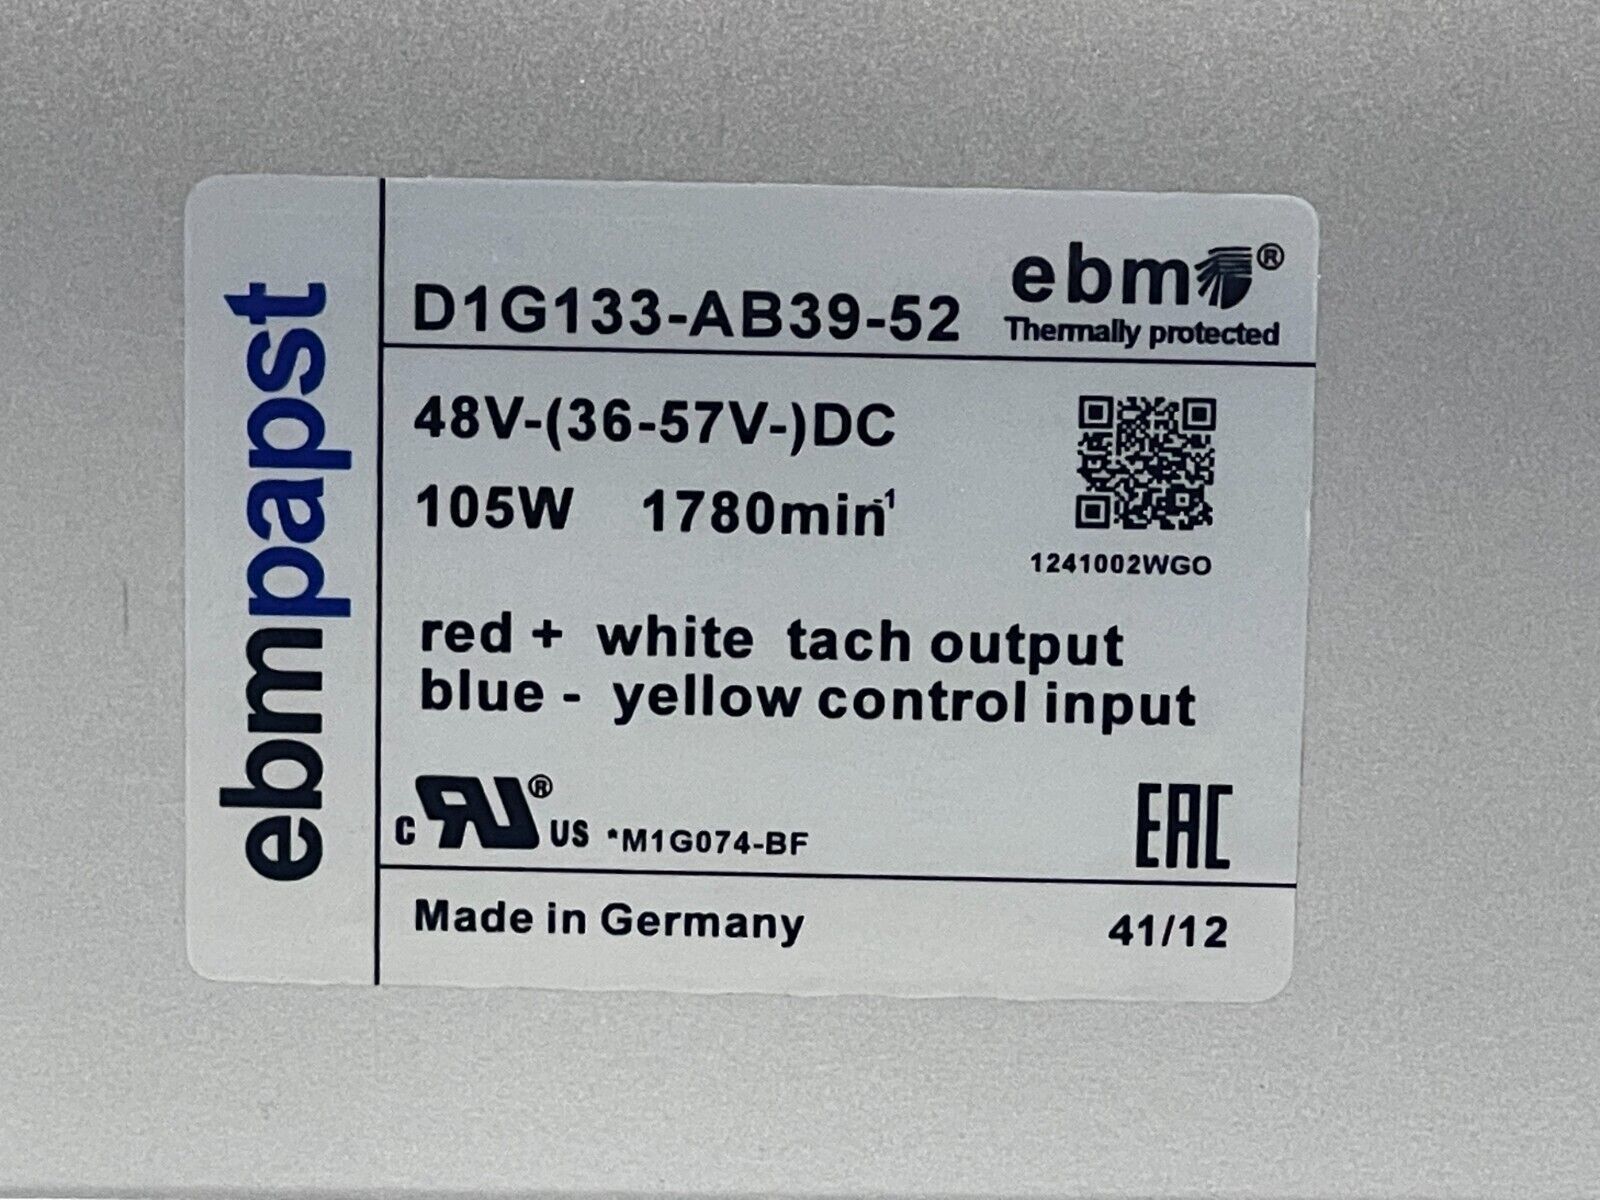 ebmpapst
D1G133-AB39-52
ebm®
Thermally protected
48V-(36-57V-)DC
105W 1780min-1
1241002WGO
red + white tach output
blue - yellow control input
c RU® US *M1G074-BF
EAC
Made in Germany 41/12